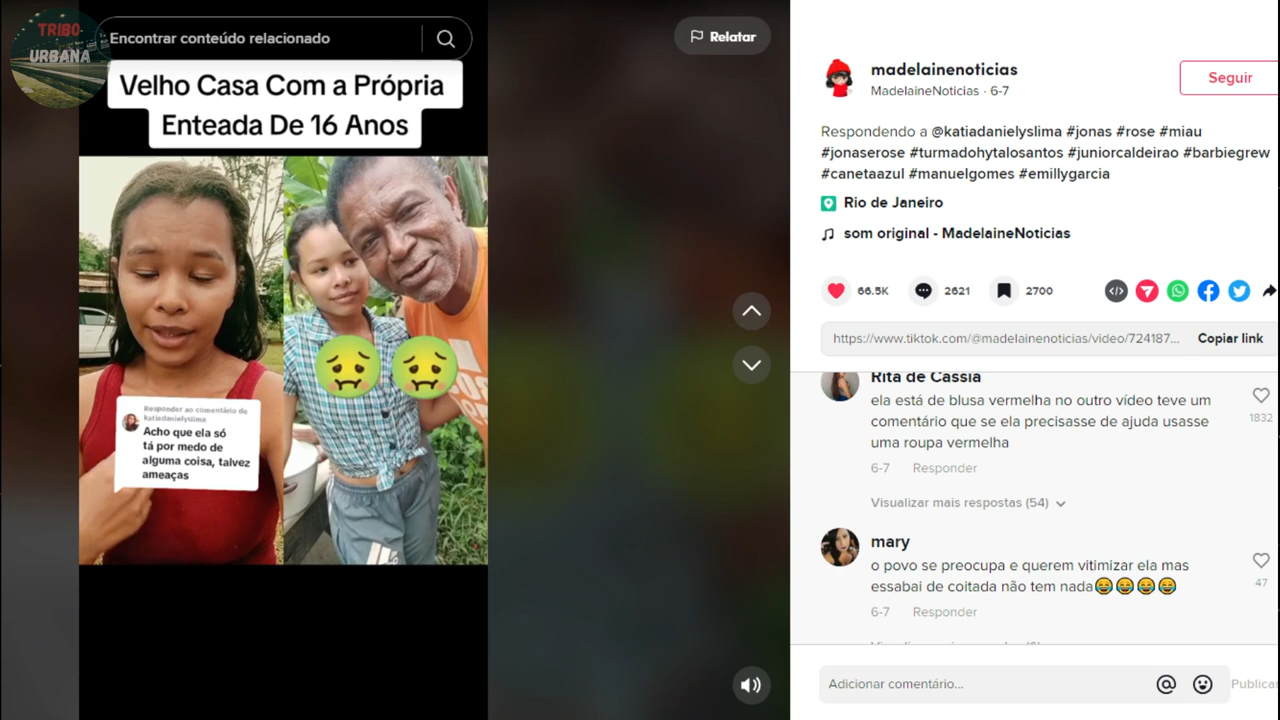 TRIBO
URBANA
Encontrar conteúdo relacionado
Velho Casa Com a Própria
Enteada De 16 Anos
Responder ao comentário de
katiadanielyslima
Acho que ela só
tá por medo de
alguma coisa, talvez
ameaças
Relatar
madelainenoticias
MadelaineNoticias · 6-7
Seguir
Respondendo a @katiadanielyslima #jonas #rose #miau
#jonaserose #turmadohytalosantos #juniorcaldeirao #barbiegrew
#canetaazul #manuelgomes #emillygarcia
Rio de Janeiro
som original - MadelaineNoticias
66.5K 2621 2700
https://www.tiktok.com/@madelainenoticias/video/724187... Copiar link
Rita de Cássia
ela está de blusa vermelha no outro vídeo teve um
comentário que se ela precisasse de ajuda usasse
uma roupa vermelha
1832
6-7 Responder
Visualizar mais respostas (54)
mary
o povo se preocupa e querem vitimizar ela mas
essabai de coitada não tem nada😂😂😂😂
47
6-7 Responder
Adicionar comentário...
Publicar